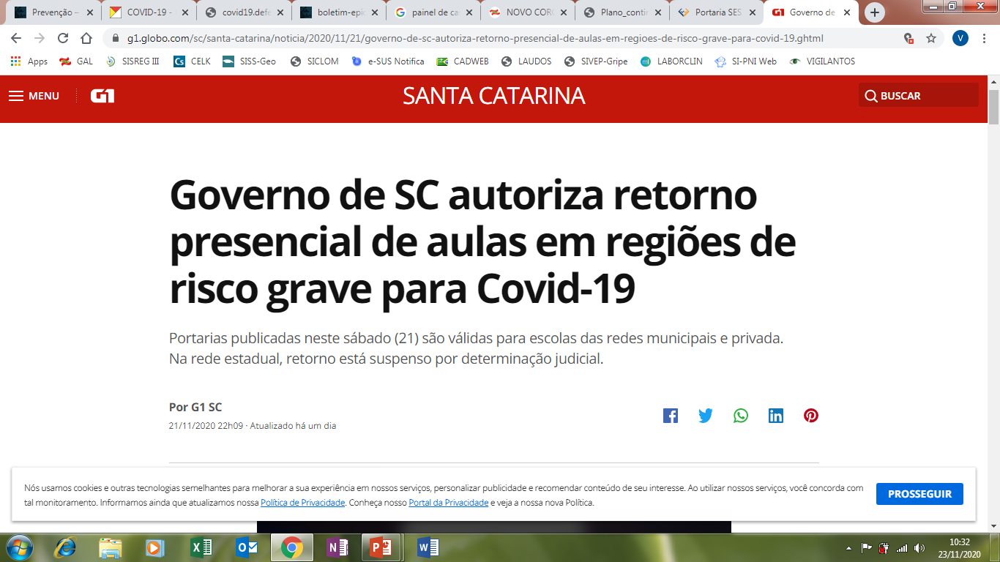 Prevenção –
COVID-19 -
covid19.defe
boletim-epic
painel de ca
NOVO COR
Plano_conti
Portaria SES
Governo de
g1.globo.com/sc/santa-catarina/noticia/2020/11/21/governo-de-sc-autoriza-retorno-presencial-de-aulas-em-regioes-de-risco-grave-para-covid-19.ghtml
V
Apps
GAL
SISREG III
Cs CELK
SISS-Geo
SICLOM
e-SUS Notifica
CADWEB
LAUDOS
SIVEP-Gripe
LABORCLIN
SI-PNI Web
VIGILANTOS
MENU
G1
SANTA CATARINA
BUSCAR
Governo de SC autoriza retorno
presencial de aulas em regiões de
risco grave para Covid-19
Portarias publicadas neste sábado (21) são válidas para escolas das redes municipais e privada.
Na rede estadual, retorno está suspenso por determinação judicial.
Por G1 SC
21/11/2020 22h09 · Atualizado há um dia
Nós usamos cookies e outras tecnologias semelhantes para melhorar a sua experiência em nossos serviços, personalizar publicidade e recomendar conteúdo de seu interesse. Ao utilizar nossos serviços, você concorda com
tal monitoramento. Informamos ainda que atualizamos nossa Política de Privacidade. Conheça nosso Portal da Privacidade e veja a nossa nova Política.
PROSSEGUIR
10:32
23/11/2020